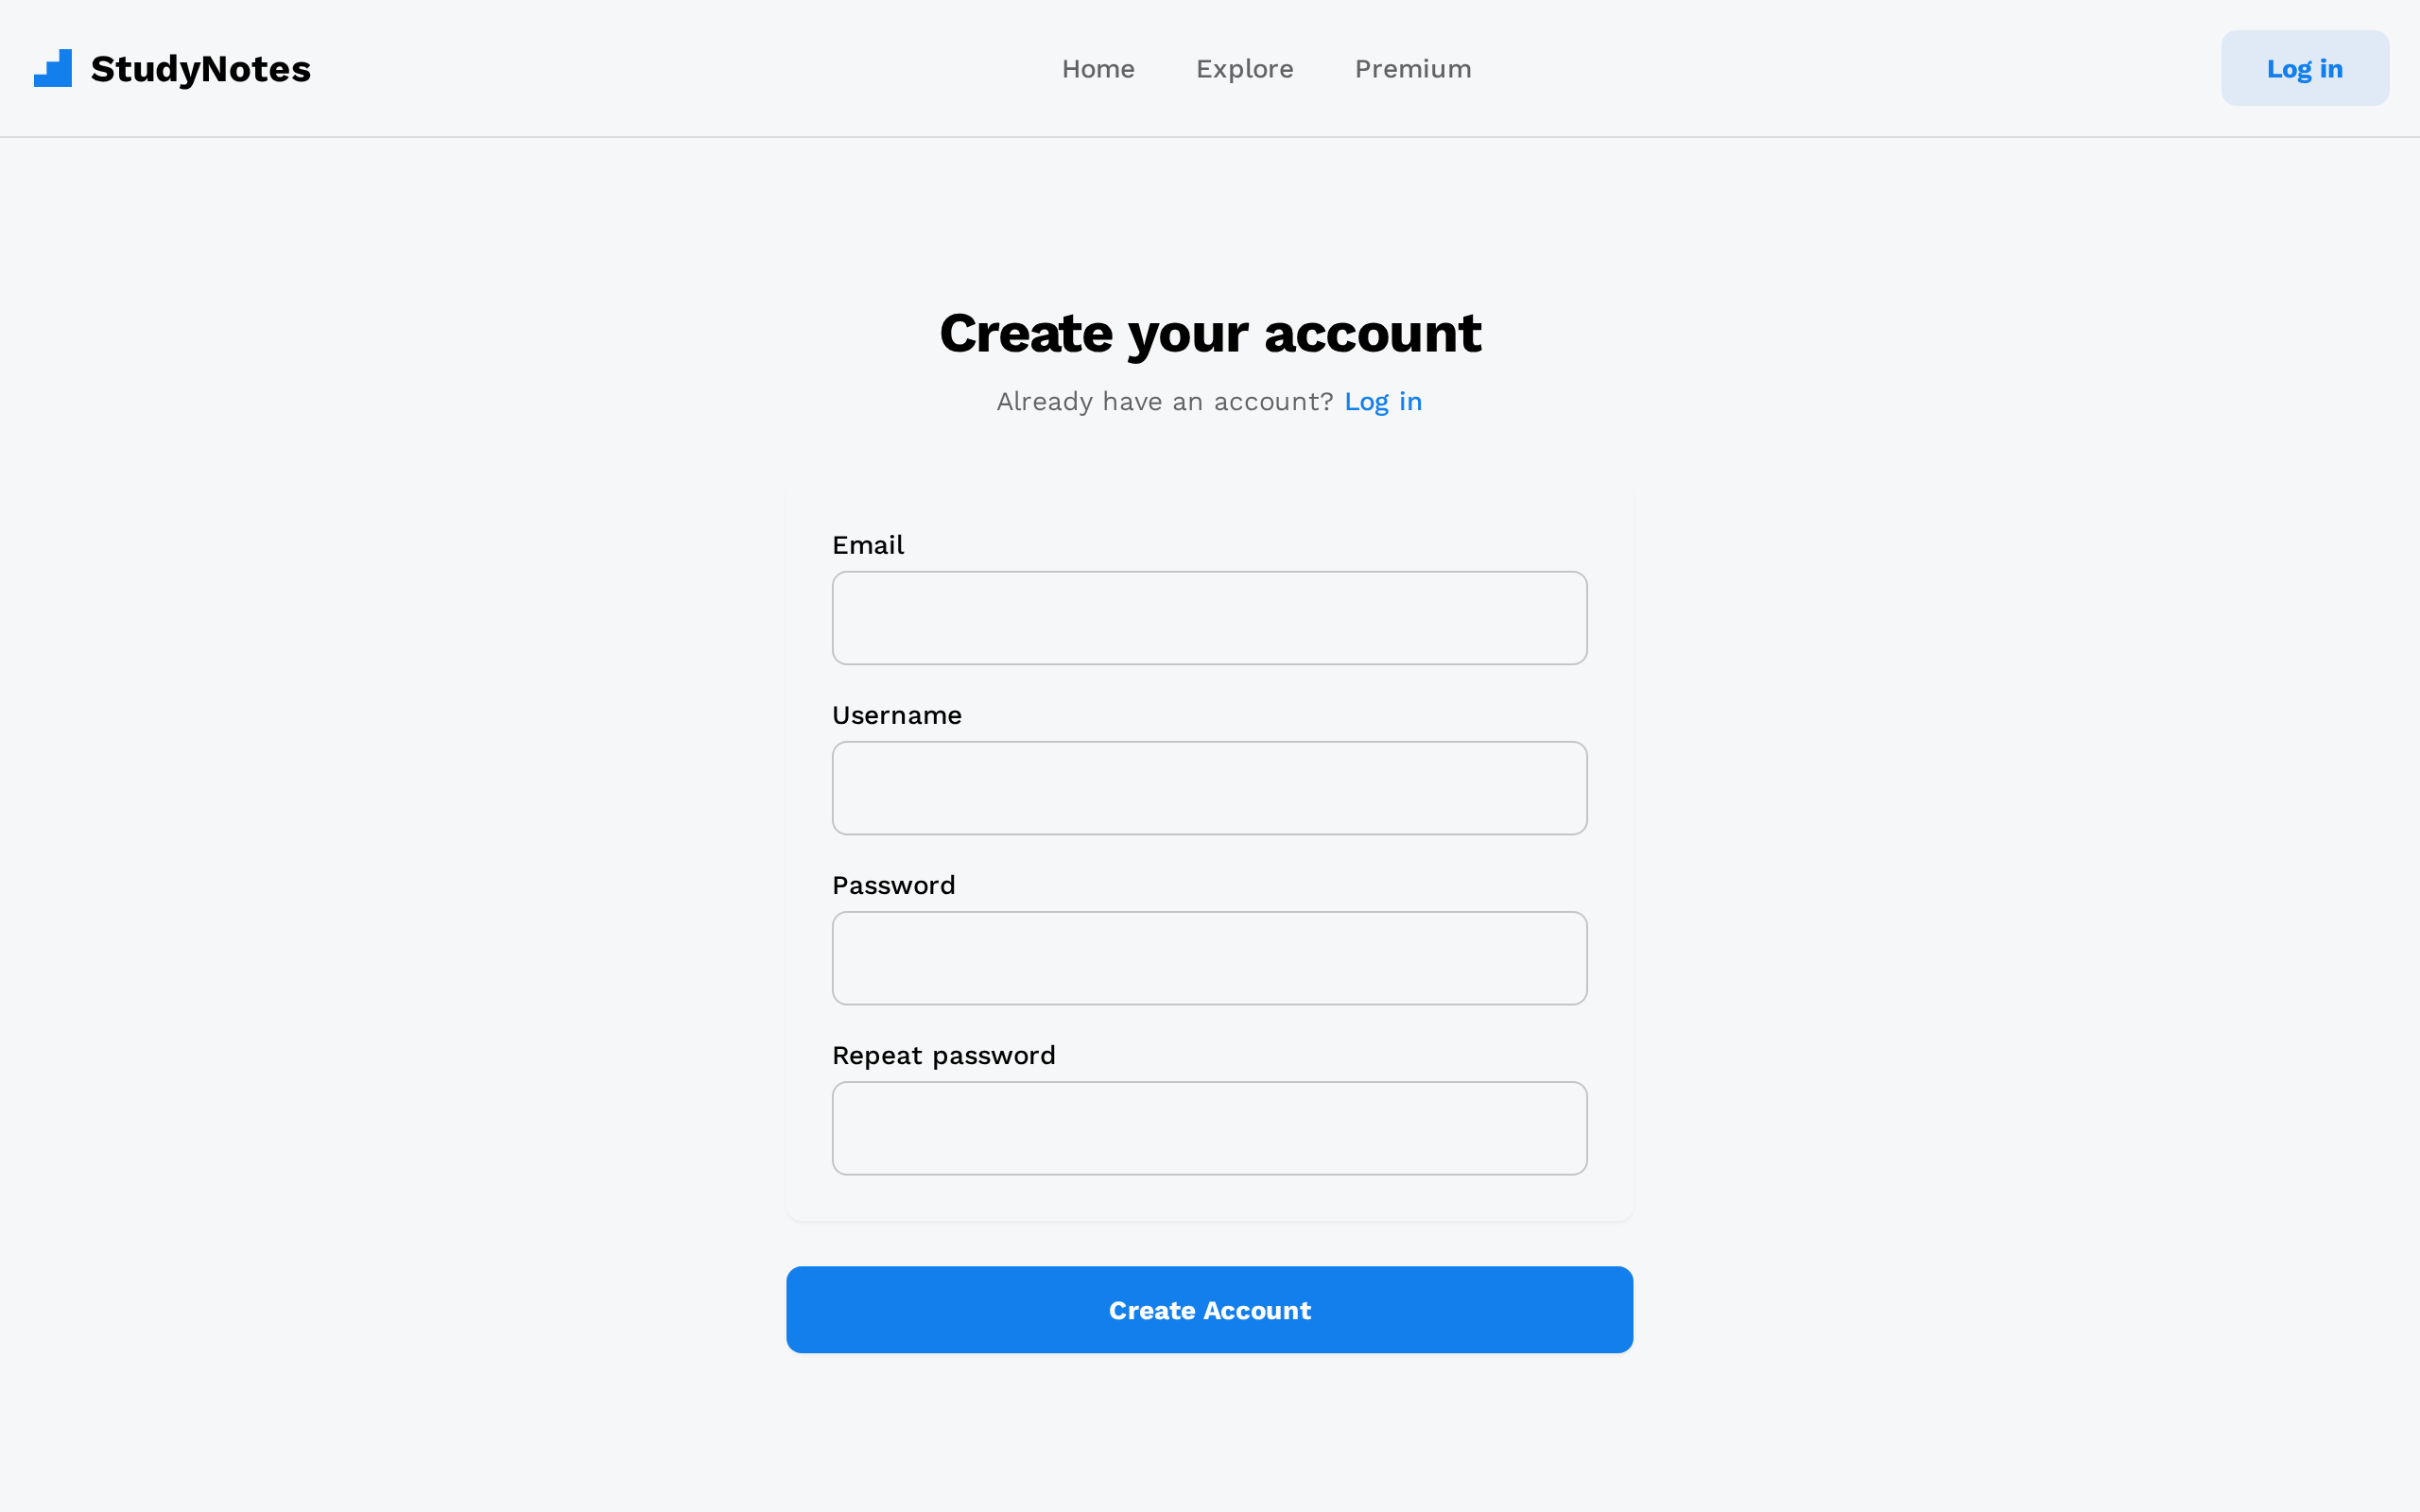 StudyNotes
Home Explore Premium
Log in
Create your account
Already have an account? Log in
Email
Username
Password
Repeat password
Create Account